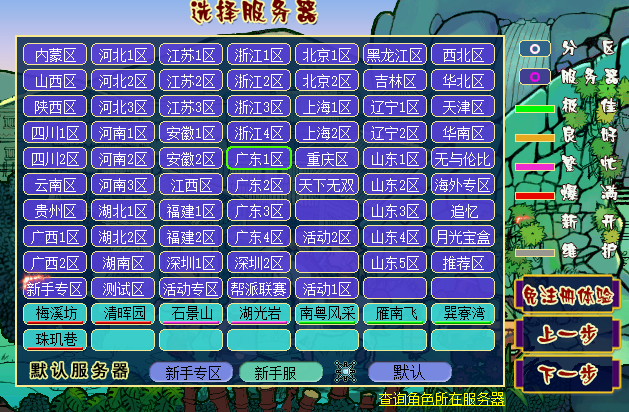 选择服务器
内蒙区 河北1区 江苏1区 浙江1区 北京1区 黑龙江区 西北区
山西区 河北2区 江苏2区 浙江2区 北京2区 吉林区 华北区
陕西区 河北3区 江苏3区 浙江3区 上海1区 辽宁1区 天津区
四川1区 河南1区 安徽1区 浙江4区 上海2区 辽宁2区 华南区
四川2区 河南2区 安徽2区 广东1区 重庆区 山东1区 无与伦比
云南区 河南3区 江西区 广东2区 天下无双 山东2区 海外专区
贵州区 湖北1区 福建1区 广东3区 山东3区 追忆
广西1区 湖北2区 福建2区 广东4区 活动2区 山东4区 月光宝盒
广西2区 湖南区 深圳1区 深圳2区 山东5区 推荐区
新手专区 测试区 活动专区 帮派联赛 活动1区
梅溪坊 清晖园 石景山 湖光岩 南粤风采 雁南飞 巽寮湾
珠玑巷
默认服务器 新手专区 新手服 默认
查询角色所在服务器
分 区
服务器
极 佳
良 好
繁 忙
爆 满
新 开
维 护
免注册体验
上一步
下一步